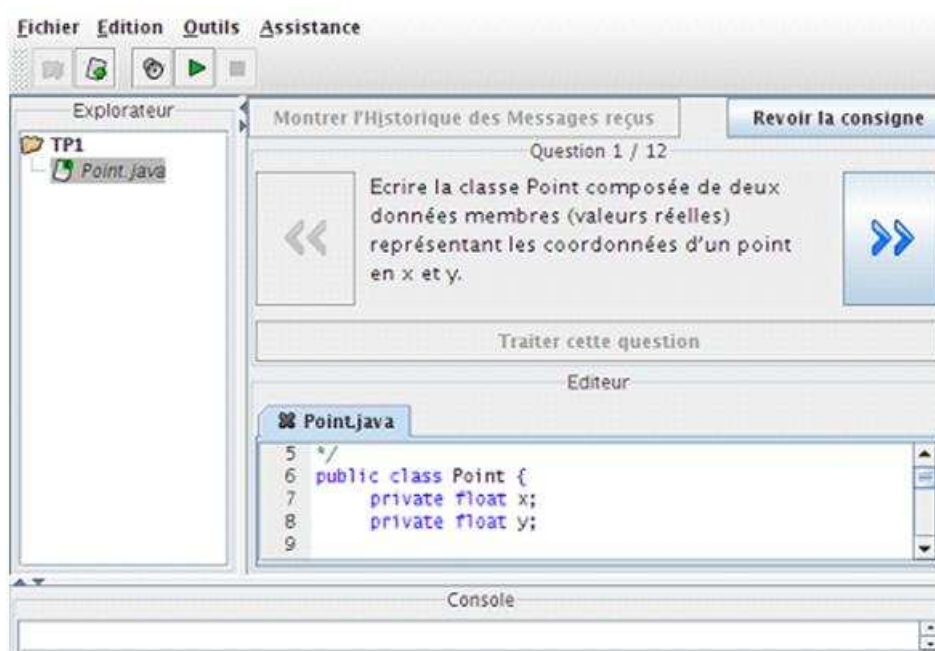 Fichier Edition Outils Assistance
Explorateur
TP1
Point.java
Montrer l'Historique des Messages reçus
Revoir la consigne
Question 1 / 12
Ecrire la classe Point composée de deux
données membres (valeurs réelles)
représentant les coordonnées d'un point
en x et y.
Traiter cette question
Editeur
Point.java
5 */
6 public class Point {
7 private float x;
8 private float y;
9
Console